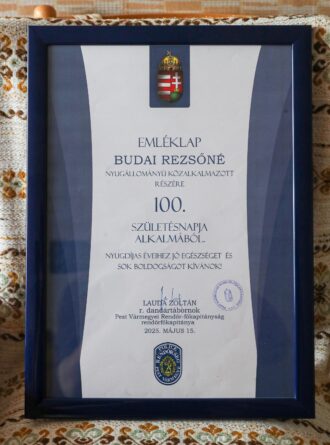 EMLÉKLAP
BUDAI REZSŐNÉ
NYUGÁLLOMÁNYÚ KÖZALKALMAZOTT
RÉSZÉRE
100.
SZÜLETÉSNAPJA
ALKALMÁBÓL.
NYUGDÍJAS ÉVEIHEZ JÓ EGÉSZSÉGET ÉS
SOK BOLDOGSÁGOT KÍVÁNOK!
LAUDA ZOLTÁN
r. dandártábornok
Pest Vármegyei Rendőr-főkapitányság
rendőrfőkapitánya
2025. MÁJUS 15.